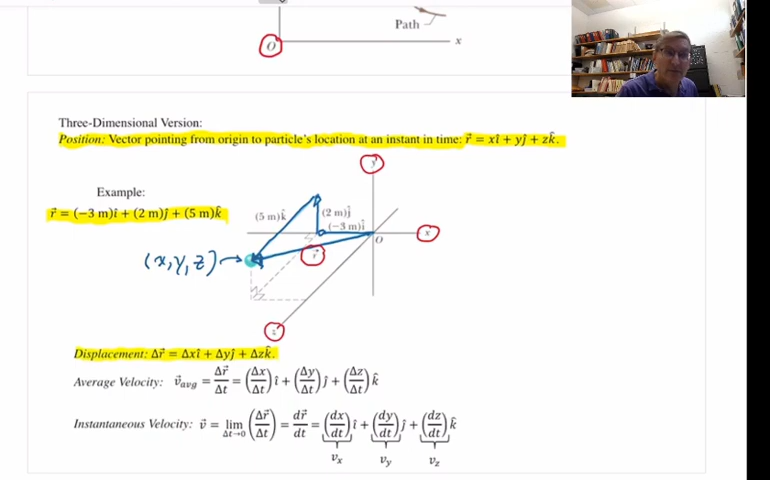 Path
O
x
Three-Dimensional Version:
Position: Vector pointing from origin to particle's location at an instant in time: r⃗ = xî + yĵ + zk̂.
y
Example:
r⃗ = (−3 m)î + (2 m)ĵ + (5 m)k̂
(5 m)k̂
(2 m)ĵ
(−3 m)î
x
O
(x,y,z)
r⃗
z
Displacement: Δr⃗ = Δxî + Δyĵ + Δzk̂.
Average Velocity: v⃗avg = Δr⃗/Δt = (Δx/Δt) î + (Δy/Δt) ĵ + (Δz/Δt) k̂
Instantaneous Velocity: v⃗ = lim Δt→0 (Δr⃗/Δt) = dr⃗/dt = (dx/dt) î + (dy/dt) ĵ + (dz/dt) k̂
vx vy vz